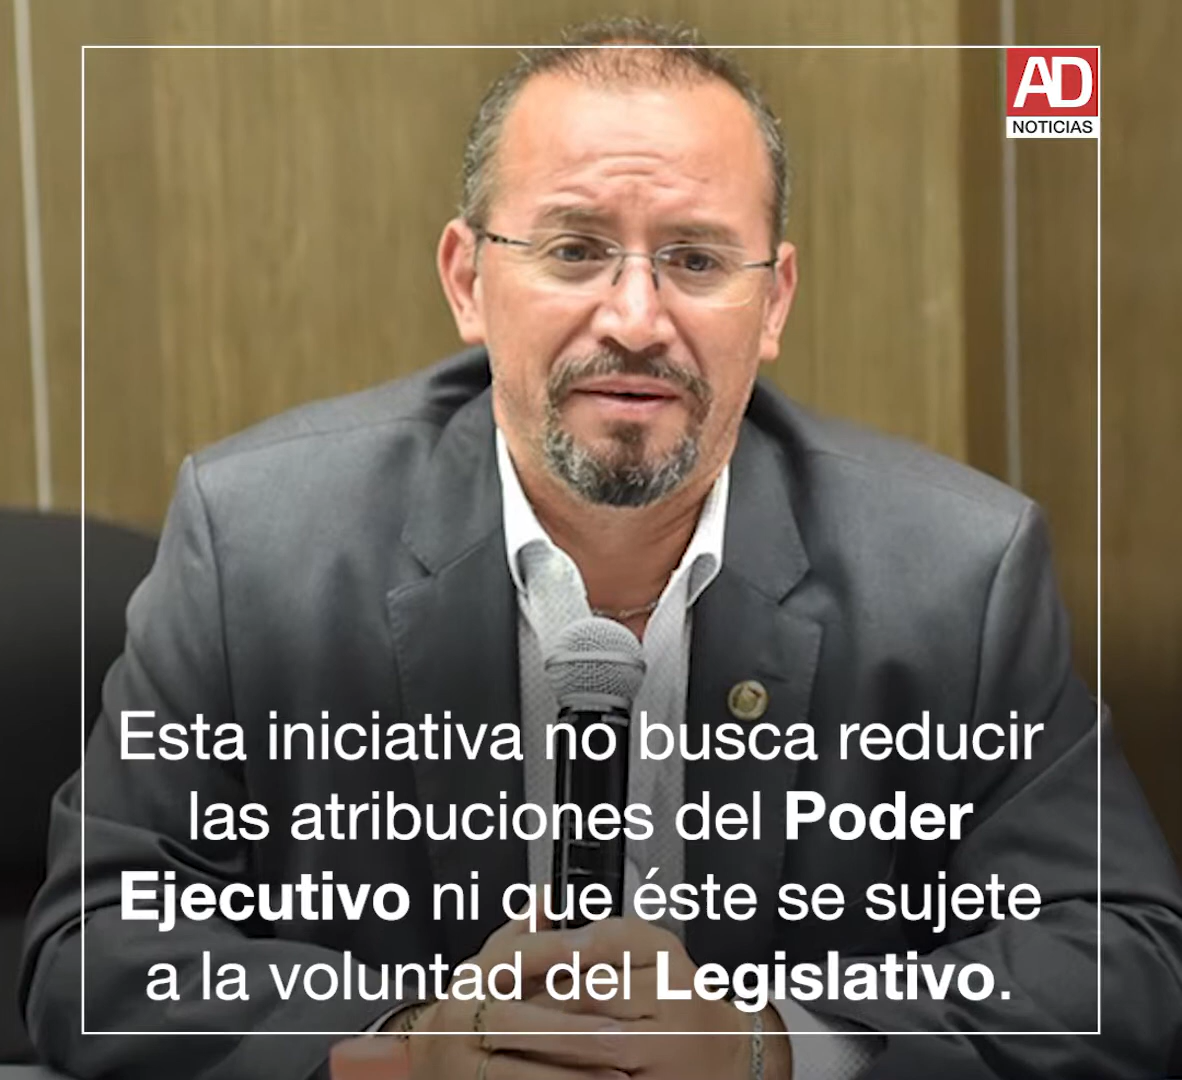 AD
NOTICIAS
Esta iniciativa no busca reducir
las atribuciones del Poder
Ejecutivo ni que éste se sujete
a la voluntad del Legislativo.